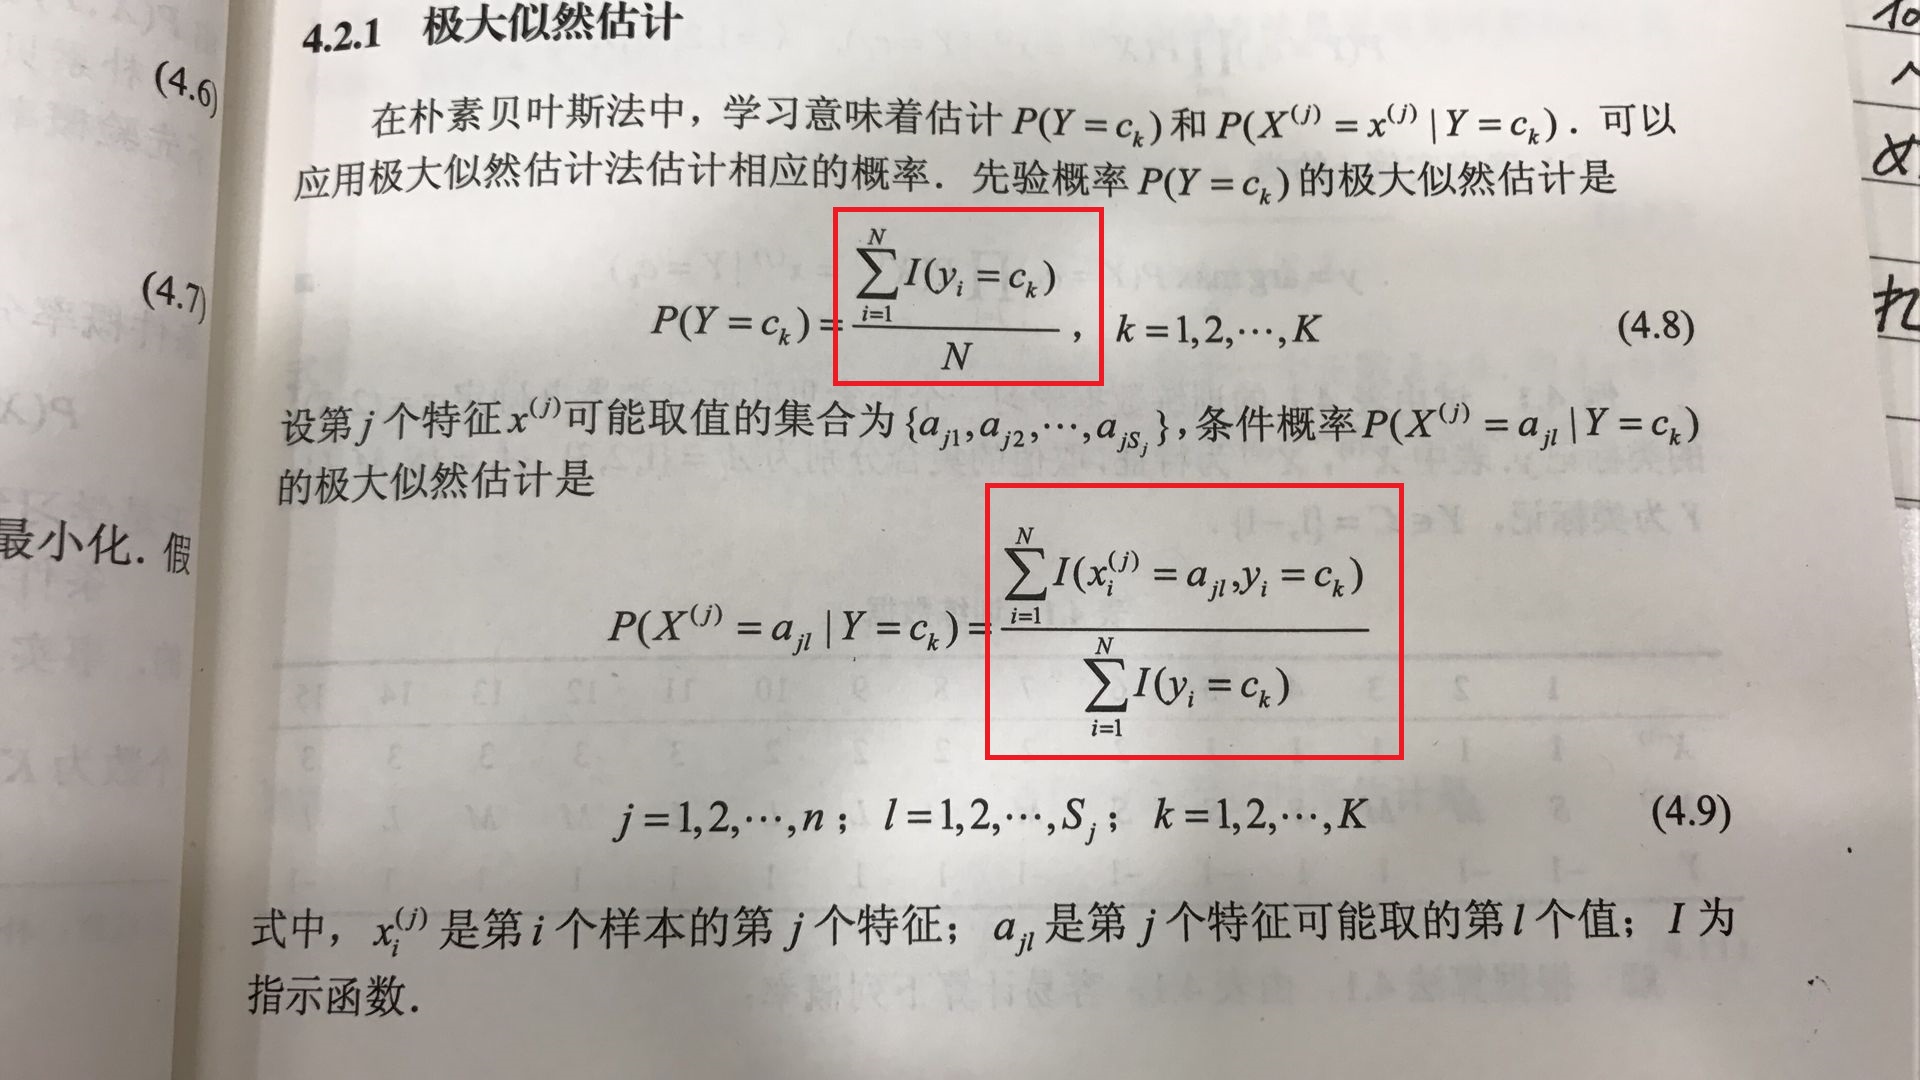 4.2.1 极大似然估计
(4.6)
在朴素贝叶斯法中，学习意味着估计 P(Y = c_k) 和 P(X^{(j)} = x^{(j)} | Y = c_k)．可以
应用极大似然估计法估计相应的概率．先验概率 P(Y = c_k) 的极大似然估计是
(4.7)
P(Y = c_k) = \frac{\sum_{i=1}^{N} I(y_i = c_k)}{N}， k = 1,2,⋯,K (4.8)
设第 j 个特征 x^{(j)} 可能取值的集合为 {a_{j1},a_{j2},⋯,a_{jS_j}}，条件概率 P(X^{(j)} = a_{jl} | Y = c_k)
的极大似然估计是
最小化．假
P(X^{(j)} = a_{jl} | Y = c_k) = \frac{\sum_{i=1}^{N} I(x_i^{(j)} = a_{jl},y_i = c_k)}{\sum_{i=1}^{N} I(y_i = c_k)}
j = 1,2,⋯,n； l = 1,2,⋯,S_j； k = 1,2,⋯,K (4.9)
式中，x_i^{(j)} 是第 i 个样本的第 j 个特征；a_{jl} 是第 j 个特征可能取的第 l 个值；I 为
指示函数．